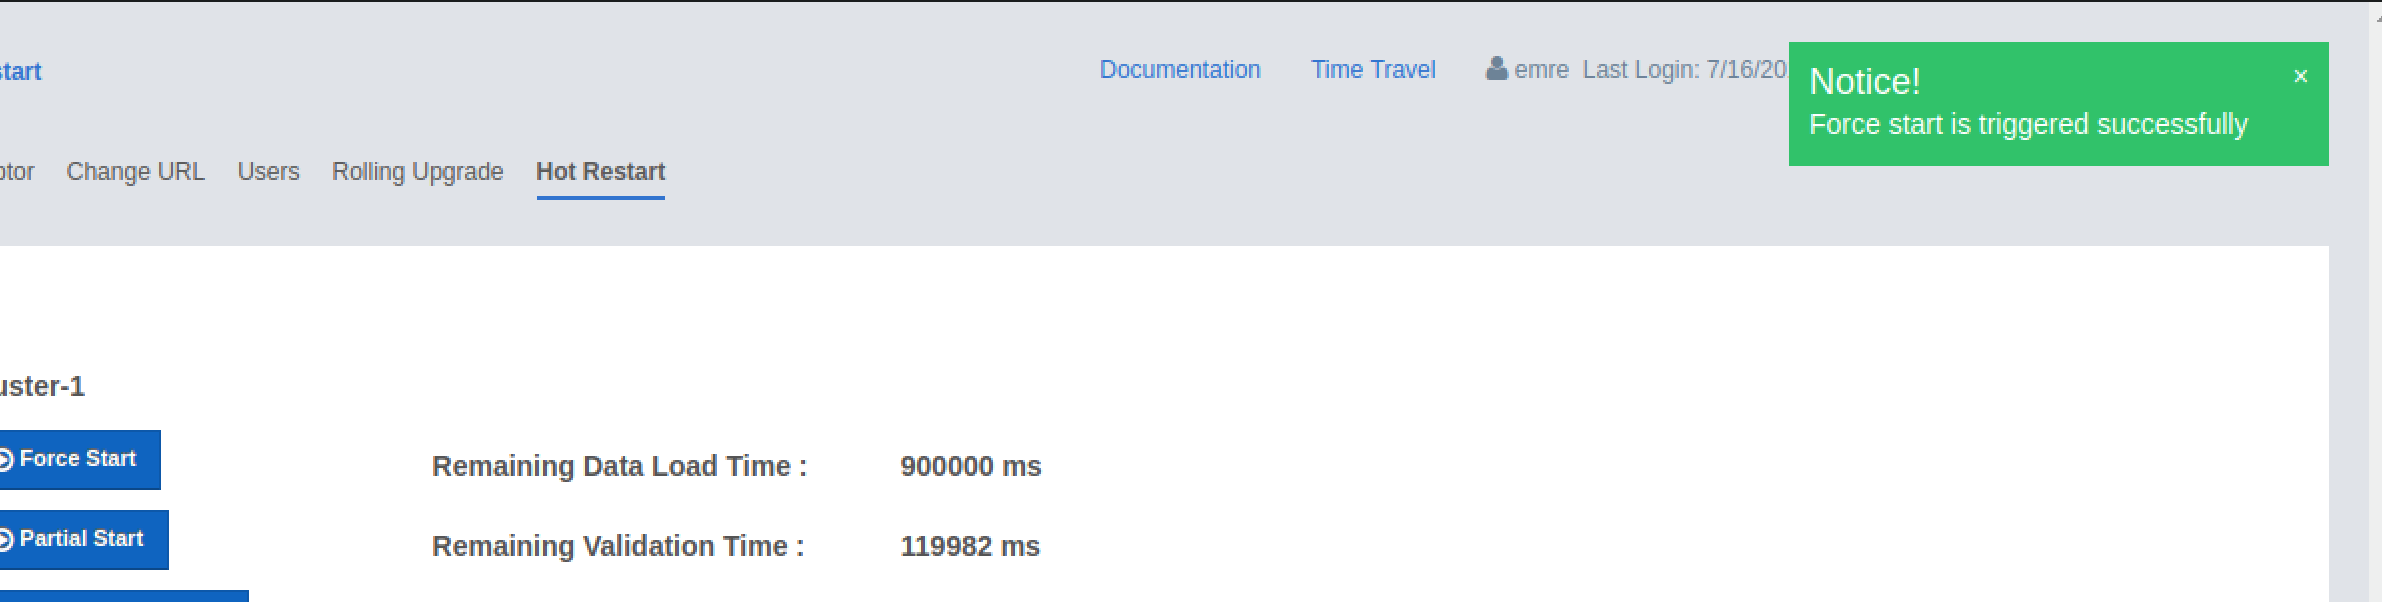 start
Documentation Time Travel emre Last Login: 7/16/20
Notice! ×
Force start is triggered successfully
Change URL Users Rolling Upgrade Hot Restart
uster-1
Force Start Remaining Data Load Time : 900000 ms
Partial Start Remaining Validation Time : 119982 ms